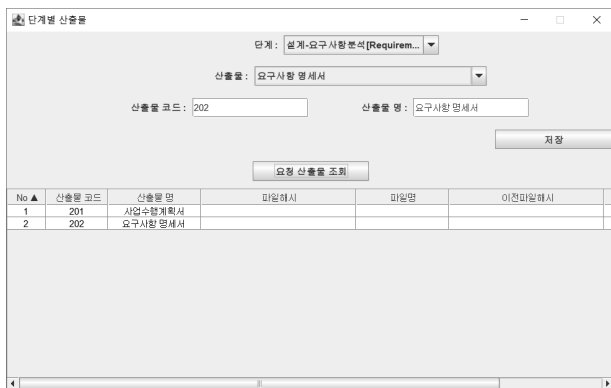 단계별 산출물
단계 : 설계-요구사항분석[Requirem...
산출물 : 요구사항 명세서
산출물 코드 : 202 산출물 명 : 요구사항 명세서
저장
요청 산출물 조회
No ▲ 산출물 코드 산출물 명 파일해시 파일명 이전파일해시
1 201 사업수행계획서
2 202 요구사항 명세서